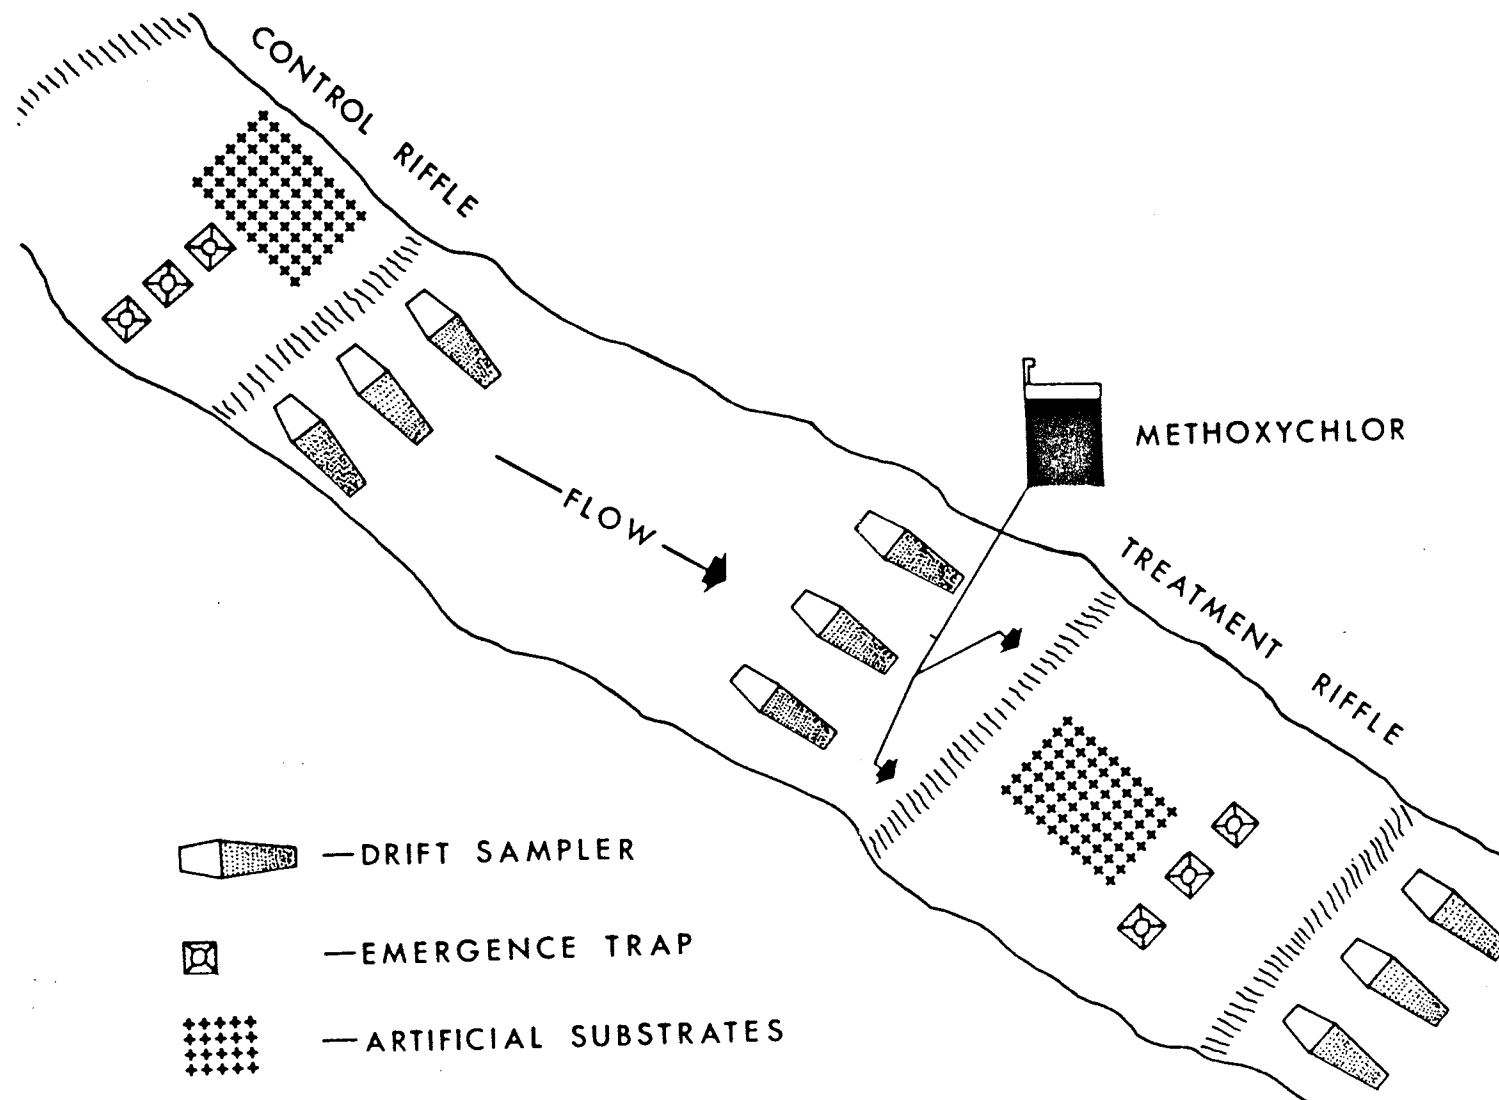 CONTROL RIFFLE
METHOXYCHLOR
FLOW
TREATMENT RIFFLE
—DRIFT SAMPLER
—EMERGENCE TRAP
—ARTIFICIAL SUBSTRATES